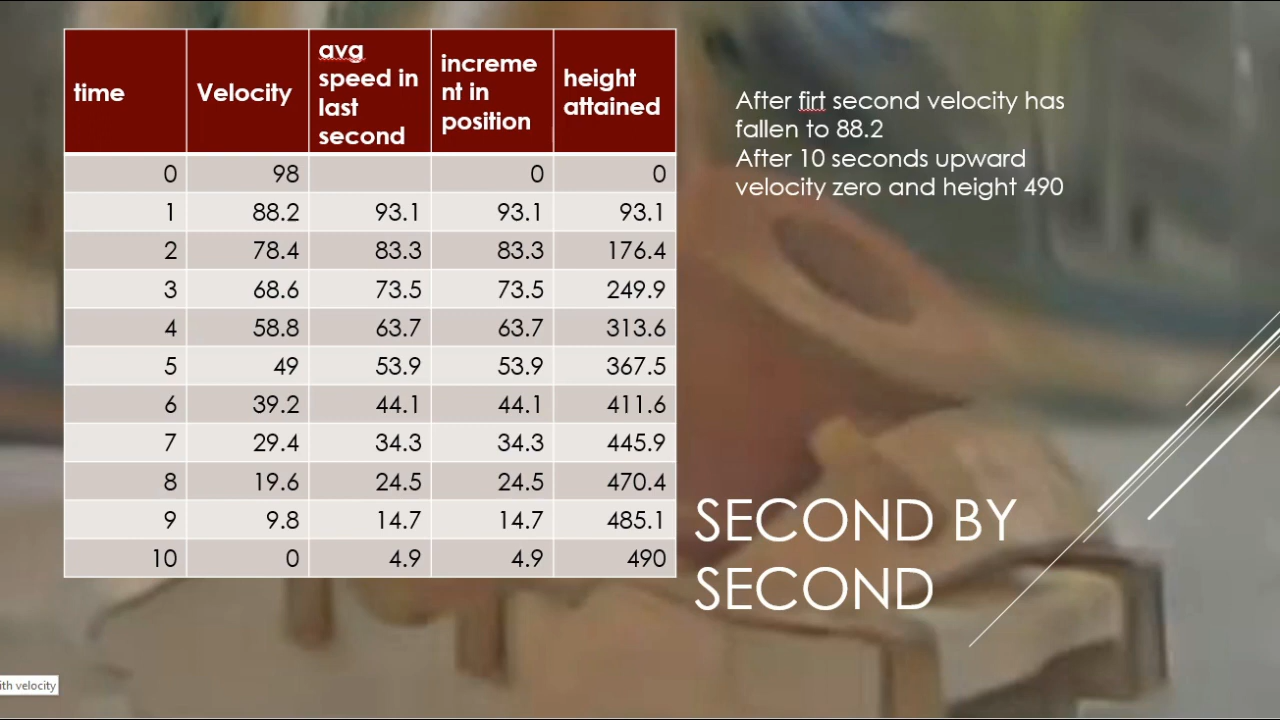 time Velocity avg speed in last second increme nt in position height attained
0 98 0 0
1 88.2 93.1 93.1 93.1
2 78.4 83.3 83.3 176.4
3 68.6 73.5 73.5 249.9
4 58.8 63.7 63.7 313.6
5 49 53.9 53.9 367.5
6 39.2 44.1 44.1 411.6
7 29.4 34.3 34.3 445.9
8 19.6 24.5 24.5 470.4
9 9.8 14.7 14.7 485.1
10 0 4.9 4.9 490
After firt second velocity has
fallen to 88.2
After 10 seconds upward
velocity zero and height 490
SECOND BY
SECOND
ith velocity